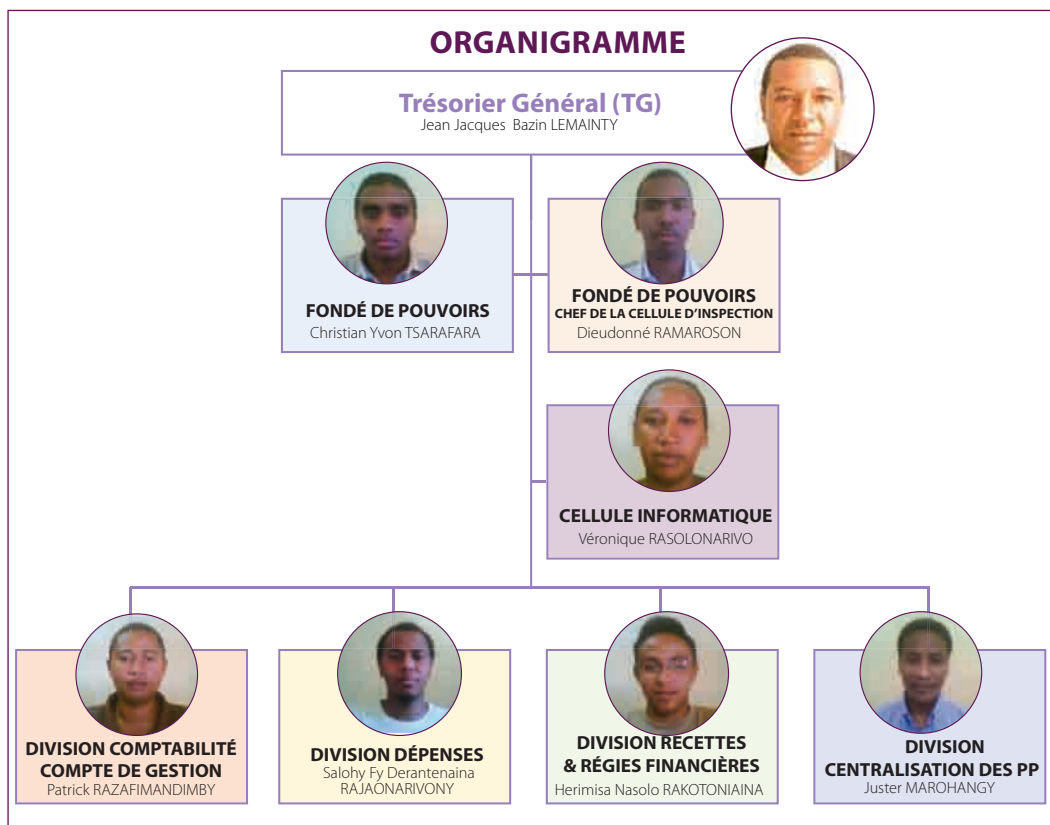 ORGANIGRAMME
Trésorier Général (TG)
Jean Jacques Bazin LEMAINTY
FONDÉ DE POUVOIRS
Christian Yvon TSARAFARA
FONDÉ DE POUVOIRS
CHEF DE LA CELLULE D'INSPECTION
Dieudonné RAMAROSON
CELLULE INFORMATIQUE
Véronique RASOLONARIVO
DIVISION COMPTABILITÉ
COMPTE DE GESTION
Patrick RAZAFIMANDIMBY
DIVISION DÉPENSES
Salohy Fy Derantenaina
RAJAONARIVONY
DIVISION RECETTES
& RÉGIES FINANCIÈRES
Herimisa Nasolo RAKOTONIAINA
DIVISION
CENTRALISATION DES PP
Juster MAROHANGY